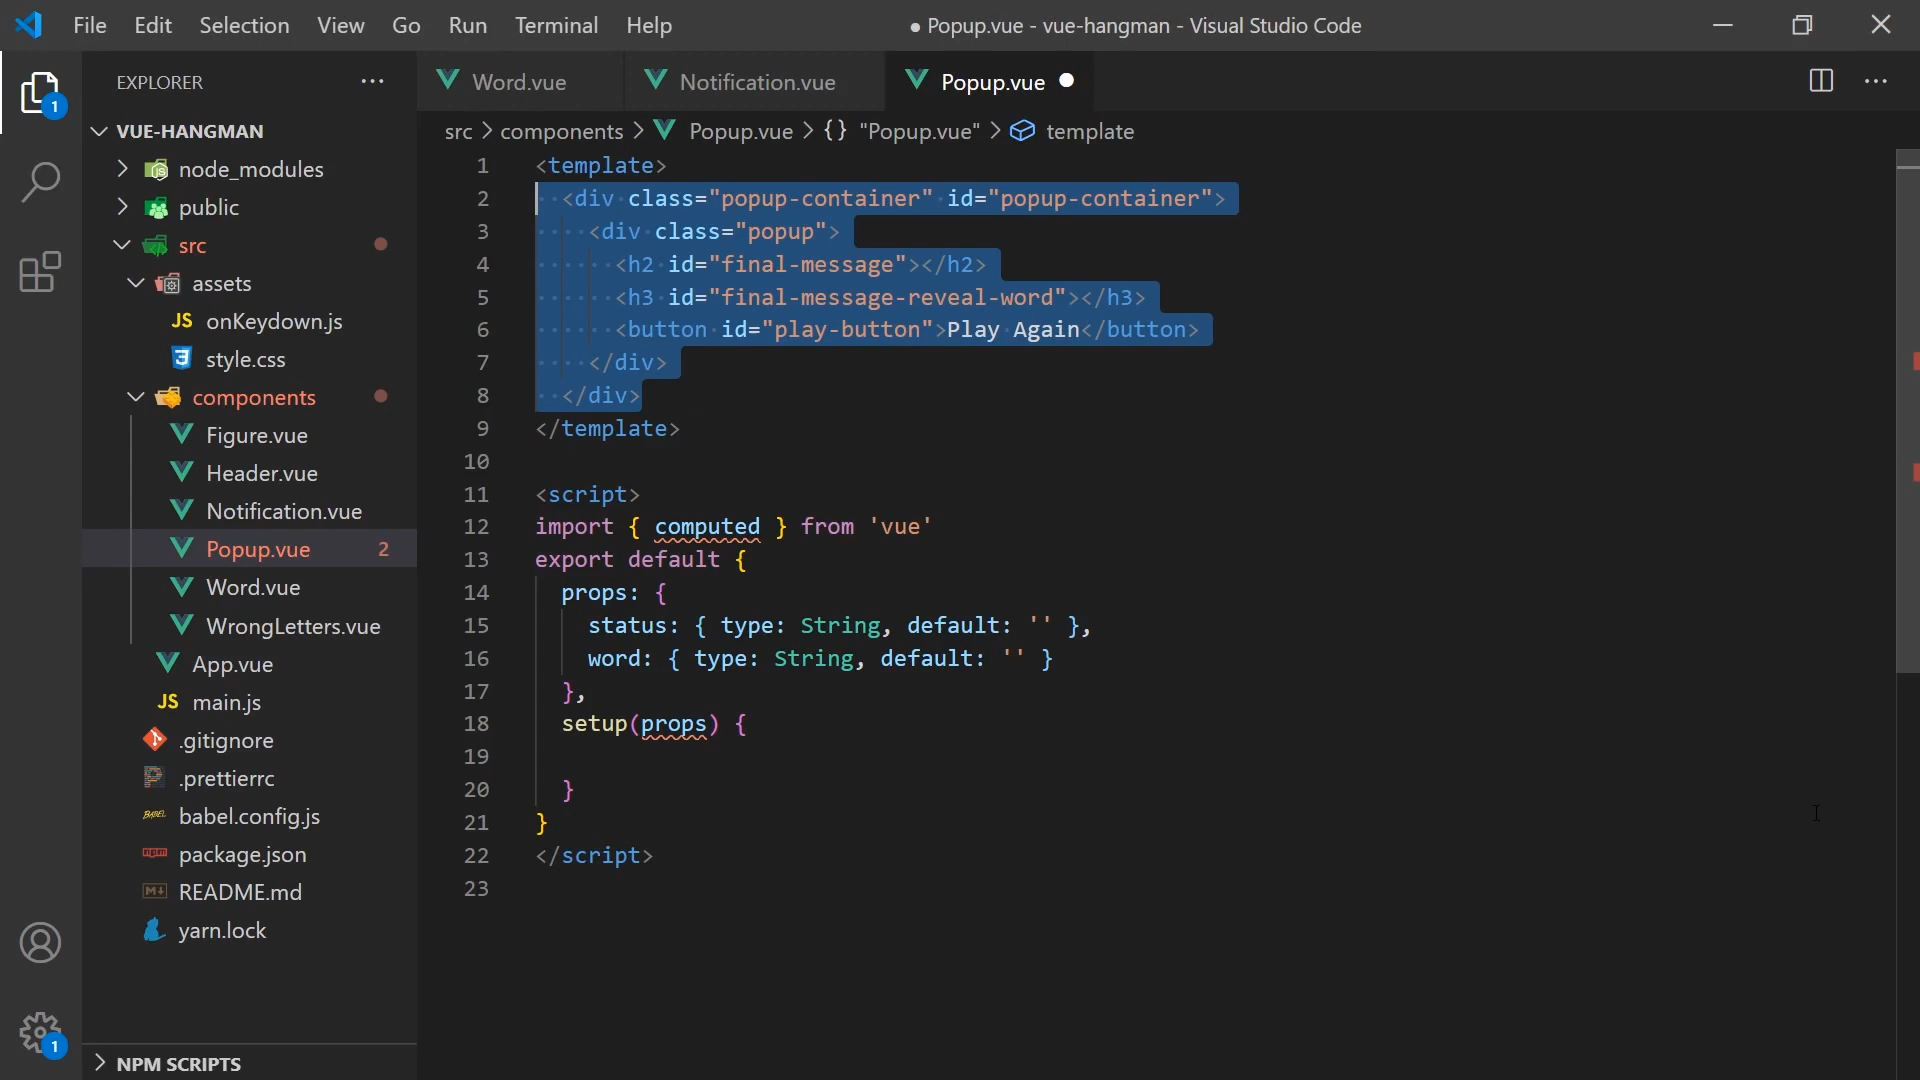 File Edit Selection View Go Run Terminal Help
● Popup.vue - vue-hangman - Visual Studio Code
EXPLORER
Word.vue
Notification.vue
Popup.vue
src > components > Popup.vue > {} "Popup.vue" > template
VUE-HANGMAN
node_modules
public
src
assets
JS onKeydown.js
style.css
components
Figure.vue
Header.vue
Notification.vue
Popup.vue 2
Word.vue
WrongLetters.vue
App.vue
JS main.js
.gitignore
.prettierrc
BABEL babel.config.js
npm package.json
M↓ README.md
yarn.lock
NPM SCRIPTS
1
1
1 <template>
2 <div class="popup-container" id="popup-container">
3 <div class="popup">
4 <h2 id="final-message"></h2>
5 <h3 id="final-message-reveal-word"></h3>
6 <button id="play-button">Play Again</button>
7 </div>
8 </div>
9 </template>
10
11 <script>
12 import { computed } from 'vue'
13 export default {
14 props: {
15 status: { type: String, default: '' },
16 word: { type: String, default: '' }
17 },
18 setup(props) {
19
20 }
21 }
22 </script>
23